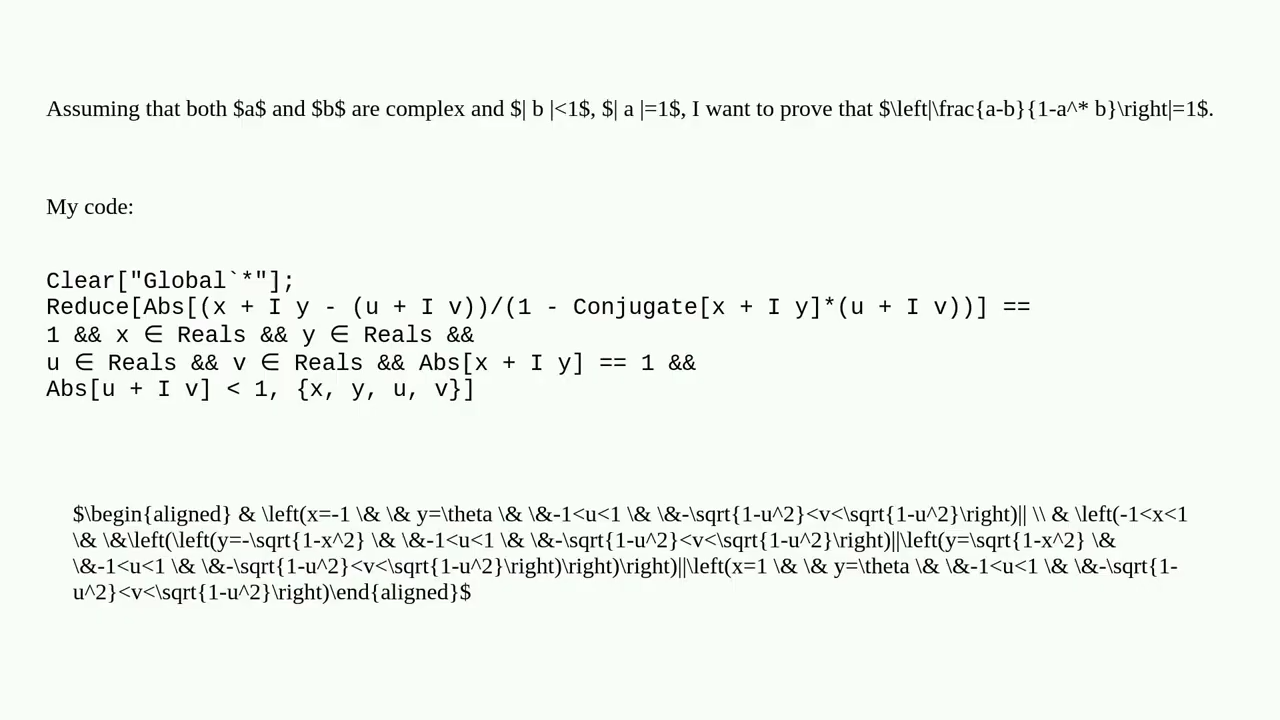 Assuming that both $a$ and $b$ are complex and $| b |<1$, $| a |=1$, I want to prove that $\left|\frac{a-b}{1-a^* b}\right|=1$.
My code:
Clear["Global`*"];
Reduce[Abs[(x + I y - (u + I v))/(1 - Conjugate[x + I y]*(u + I v))] ==
1 && x ∈ Reals && y ∈ Reals &&
u ∈ Reals && v ∈ Reals && Abs[x + I y] == 1 &&
Abs[u + I v] < 1, {x, y, u, v}]
$\begin{aligned} & \left(x=-1 \& \& y=\theta \& \&-1<u<1 \& \&-\sqrt{1-u^2}<v<\sqrt{1-u^2}\right)|| \\ & \left(-1<x<1
\& \&\left(\left(y=-\sqrt{1-x^2} \& \&-1<u<1 \& \&-\sqrt{1-u^2}<v<\sqrt{1-u^2}\right)||\left(y=\sqrt{1-x^2} \&
\&-1<u<1 \& \&-\sqrt{1-u^2}<v<\sqrt{1-u^2}\right)\right)\right)||\left(x=1 \& \& y=\theta \& \&-1<u<1 \& \&-\sqrt{1-
u^2}<v<\sqrt{1-u^2}\right)\end{aligned}$